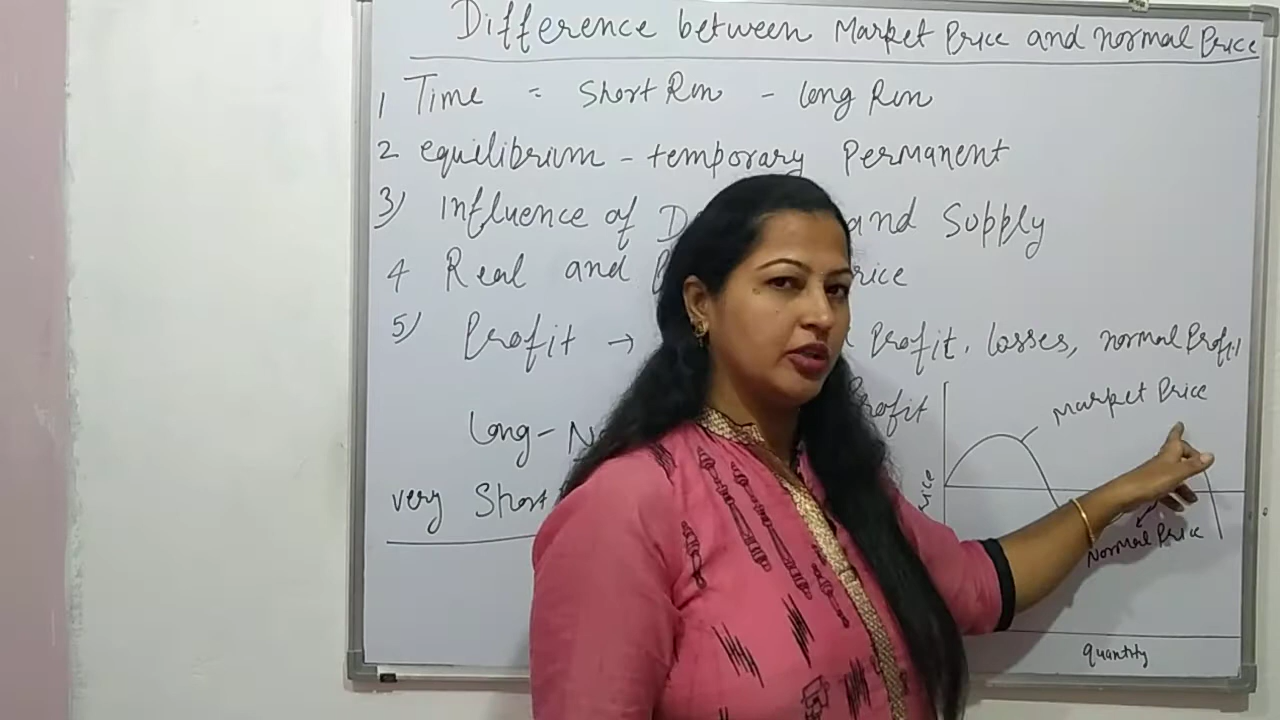 Difference between Market Price and normal Price
1 Time = Short Run - long Run
2 equilibrium - temporary Permanent
3) Influence of D and Supply
4 Real and rice
5) Profit → Profit, losses, normal Profit
Profit
Market Price
long - N
very Short
rice
Normal Price
quantity